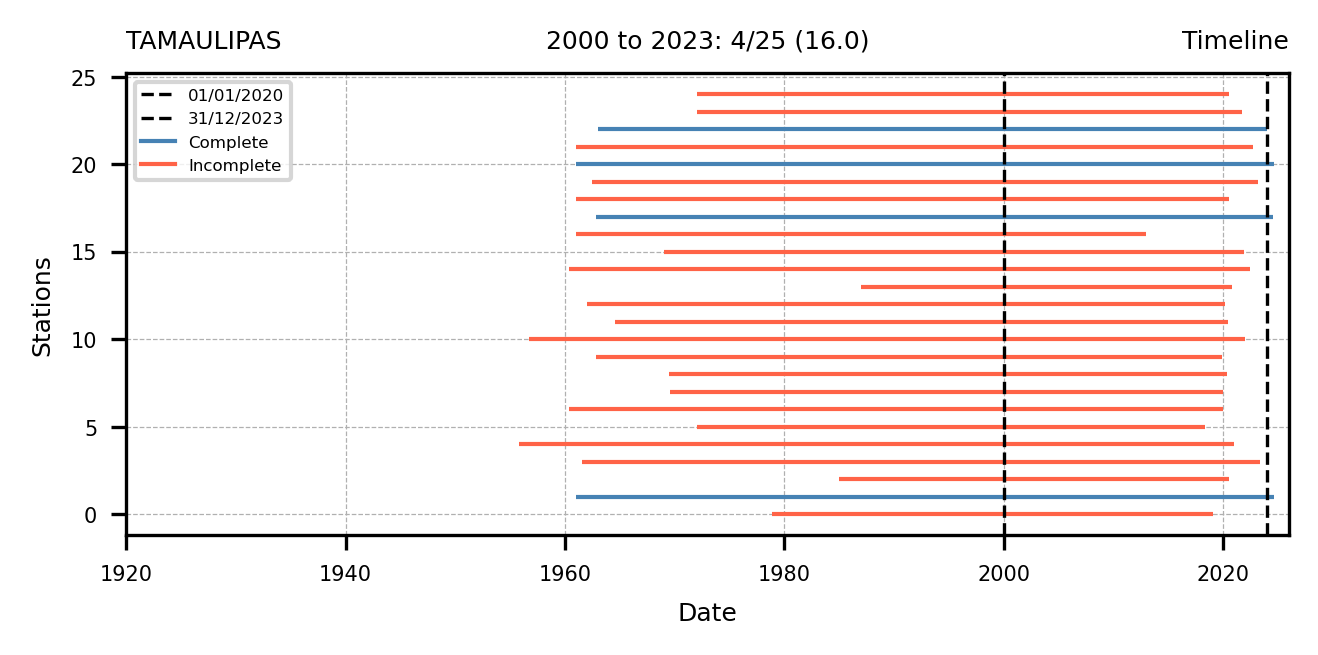 TAMAULIPAS
2000 to 2023: 4/25 (16.0)
Timeline
01/01/2020
31/12/2023
Complete
Incomplete
25
20
15
10
5
0
Stations
1920
1940
1960
1980
2000
2020
Date